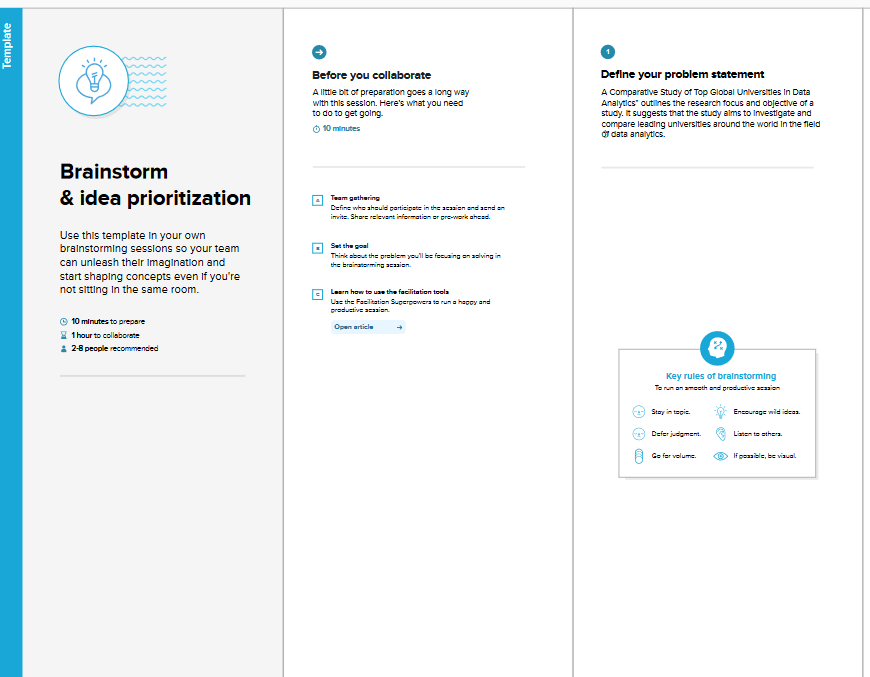 Template
Brainstorm
& idea prioritization
Use this template in your own
brainstorming sessions so your team
can unleash their imagination and
start shaping concepts even if you're
not sitting in the same room.
10 minutes to prepare
1 hour to collaborate
2-8 people recommended
Before you collaborate
A little bit of preparation goes a long way
with this session. Here's what you need
to do to get going.
10 minutes
A
Team gathering
Define who should participate in the session and send an
invite. Share relevant information or pre-work ahead.
B
Set the goal
Think about the problem you'll be focusing on solving in
the brainstorming session.
C
Learn how to use the facilitation tools
Use the Facilitation Superpowers to run a happy and
productive session.
Open article
1
Define your problem statement
A Comparative Study of Top Global Universities in Data
Analytics" outlines the research focus and objective of a
study. It suggests that the study aims to investigate and
compare leading universities around the world in the field
of data analytics.
Key rules of brainstorming
To run an smooth and productive session
Stay in topic. Encourage wild ideas.
Defer judgment. Listen to others.
Go for volume. If possible, be visual.